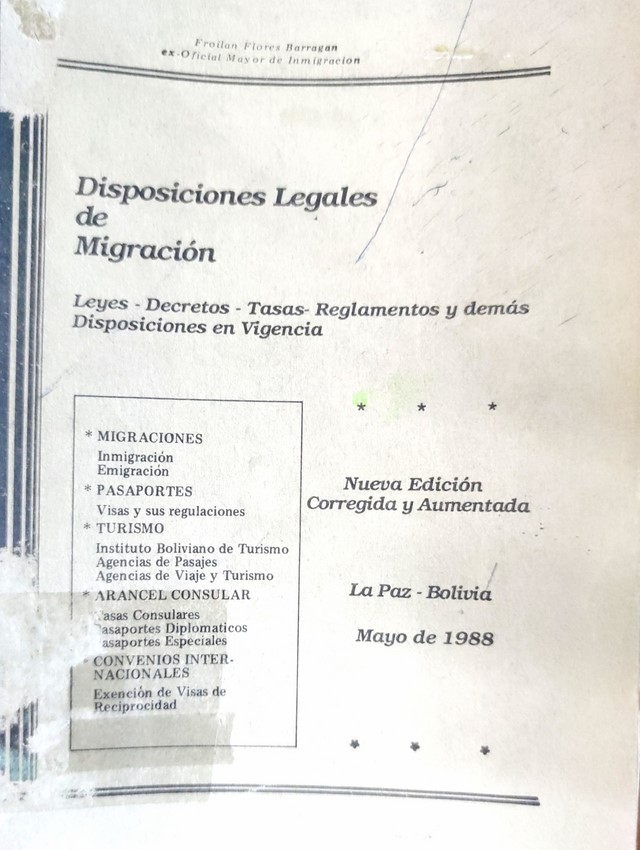 Froilan Flores Barragan
ex-Oficial Mayor de Inmigracion
Disposiciones Legales
de
Migración
Leyes - Decretos - Tasas- Reglamentos y demás
Disposiciones en Vigencia
* MIGRACIONES
Inmigración
Emigración
* PASAPORTES
Visas y sus regulaciones
* TURISMO
Instituto Boliviano de Turismo
Agencias de Pasajes
Agencias de Viaje y Turismo
* ARANCEL CONSULAR
asas Consulares
asaportes Diplomaticos
asaportes Especiales
* CONVENIOS INTER-
NACIONALES
Exención de Visas de
Reciprocidad
* * *
Nueva Edición
Corregida y Aumentada
La Paz - Bolivia
Mayo de 1988
* * *